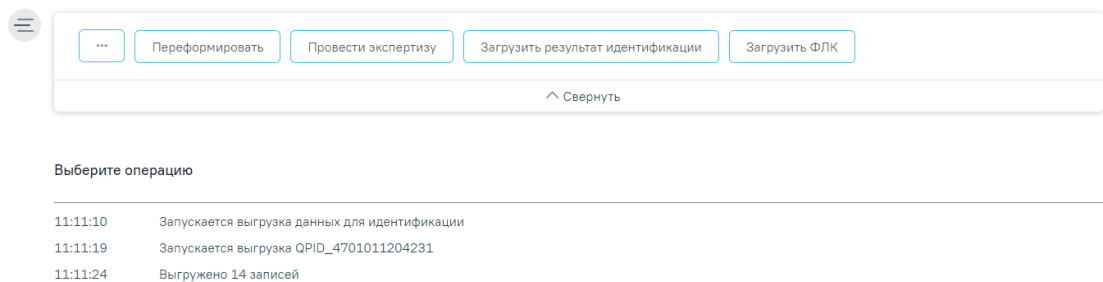 ... Переформировать Провести экспертизу Загрузить результат идентификации Загрузить ФЛК
Свернуть
Выберите операцию
11:11:10 Запускается выгрузка данных для идентификации
11:11:19 Запускается выгрузка QPID_4701011204231
11:11:24 Выгружено 14 записей